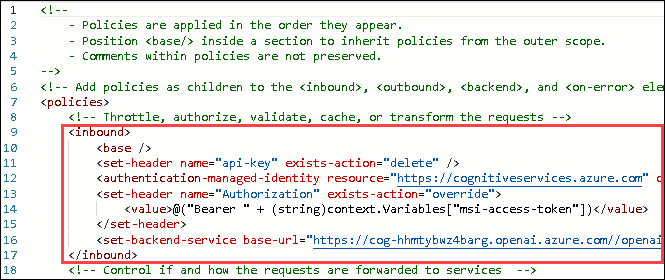 1 <!--
2 - Policies are applied in the order they appear.
3 - Position <base/> inside a section to inherit policies from the outer scope.
4 - Comments within policies are not preserved.
5 -->
6 <!-- Add policies as children to the <inbound>, <outbound>, <backend>, and <on-error> ele
7 <policies>
8 <!-- Throttle, authorize, validate, cache, or transform the requests -->
9 <inbound>
10 <base />
11 <set-header name="api-key" exists-action="delete" />
12 <authentication-managed-identity resource="https://cognitiveservices.azure.com" o
13 <set-header name="Authorization" exists-action="override">
14 <value>@("Bearer " + (string)context.Variables["msi-access-token"])</value>
15 </set-header>
16 <set-backend-service base-url="https://cog-hhmtybwz4barg.openai.azure.com//openai
17 </inbound>
18 <!-- Control if and how the requests are forwarded to services -->